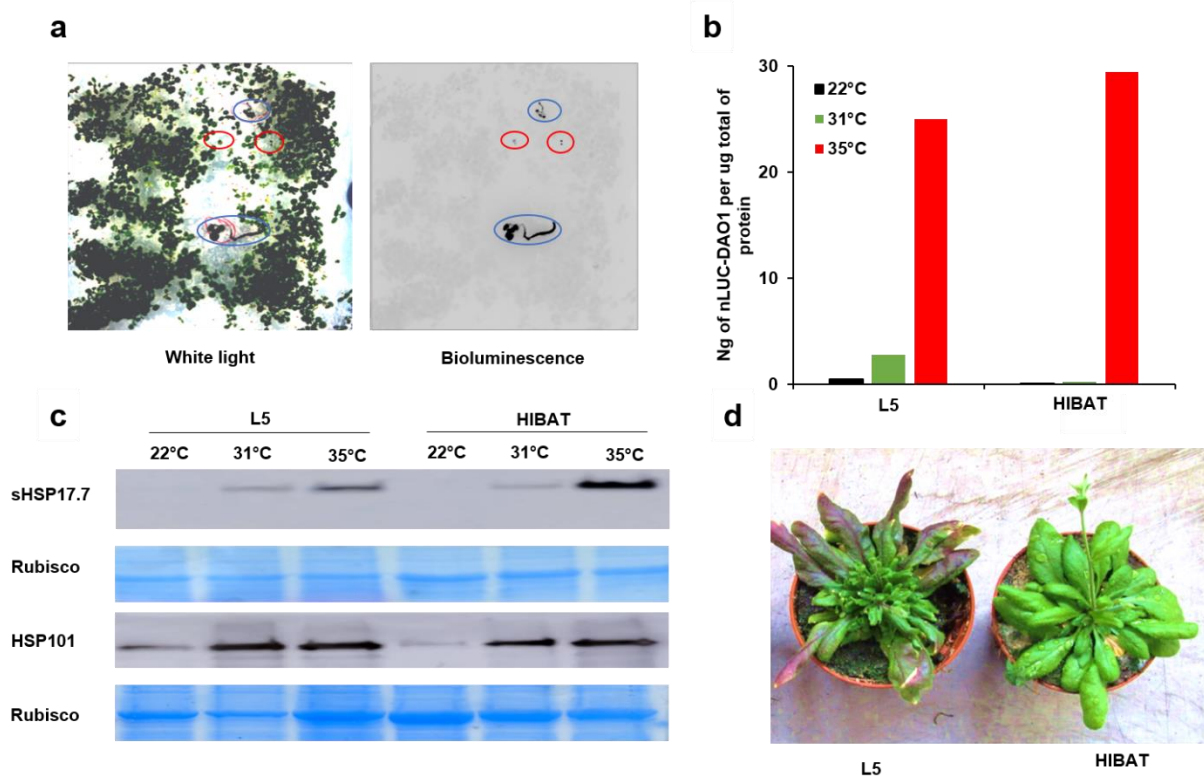 a
White light
Bioluminescence
b
Ng of nLUC-DAO1 per ug total of
protein
30
20
10
0
22°C
31°C
35°C
L5
HIBAT
c
L5
HIBAT
22°C 31°C 35°C 22°C 31°C 35°C
sHSP17.7
Rubisco
HSP101
Rubisco
d
L5
HIBAT